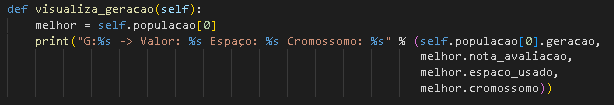 def visualiza_geracao(self):
    melhor = self.populacao[0]
    print("G:%s -> Valor: %s Espaço: %s Cromossomo: %s" % (self.populacao[0].geracao,
                                                           melhor.nota_avaliacao,
                                                           melhor.espaco_usado,
                                                           melhor.cromossomo))